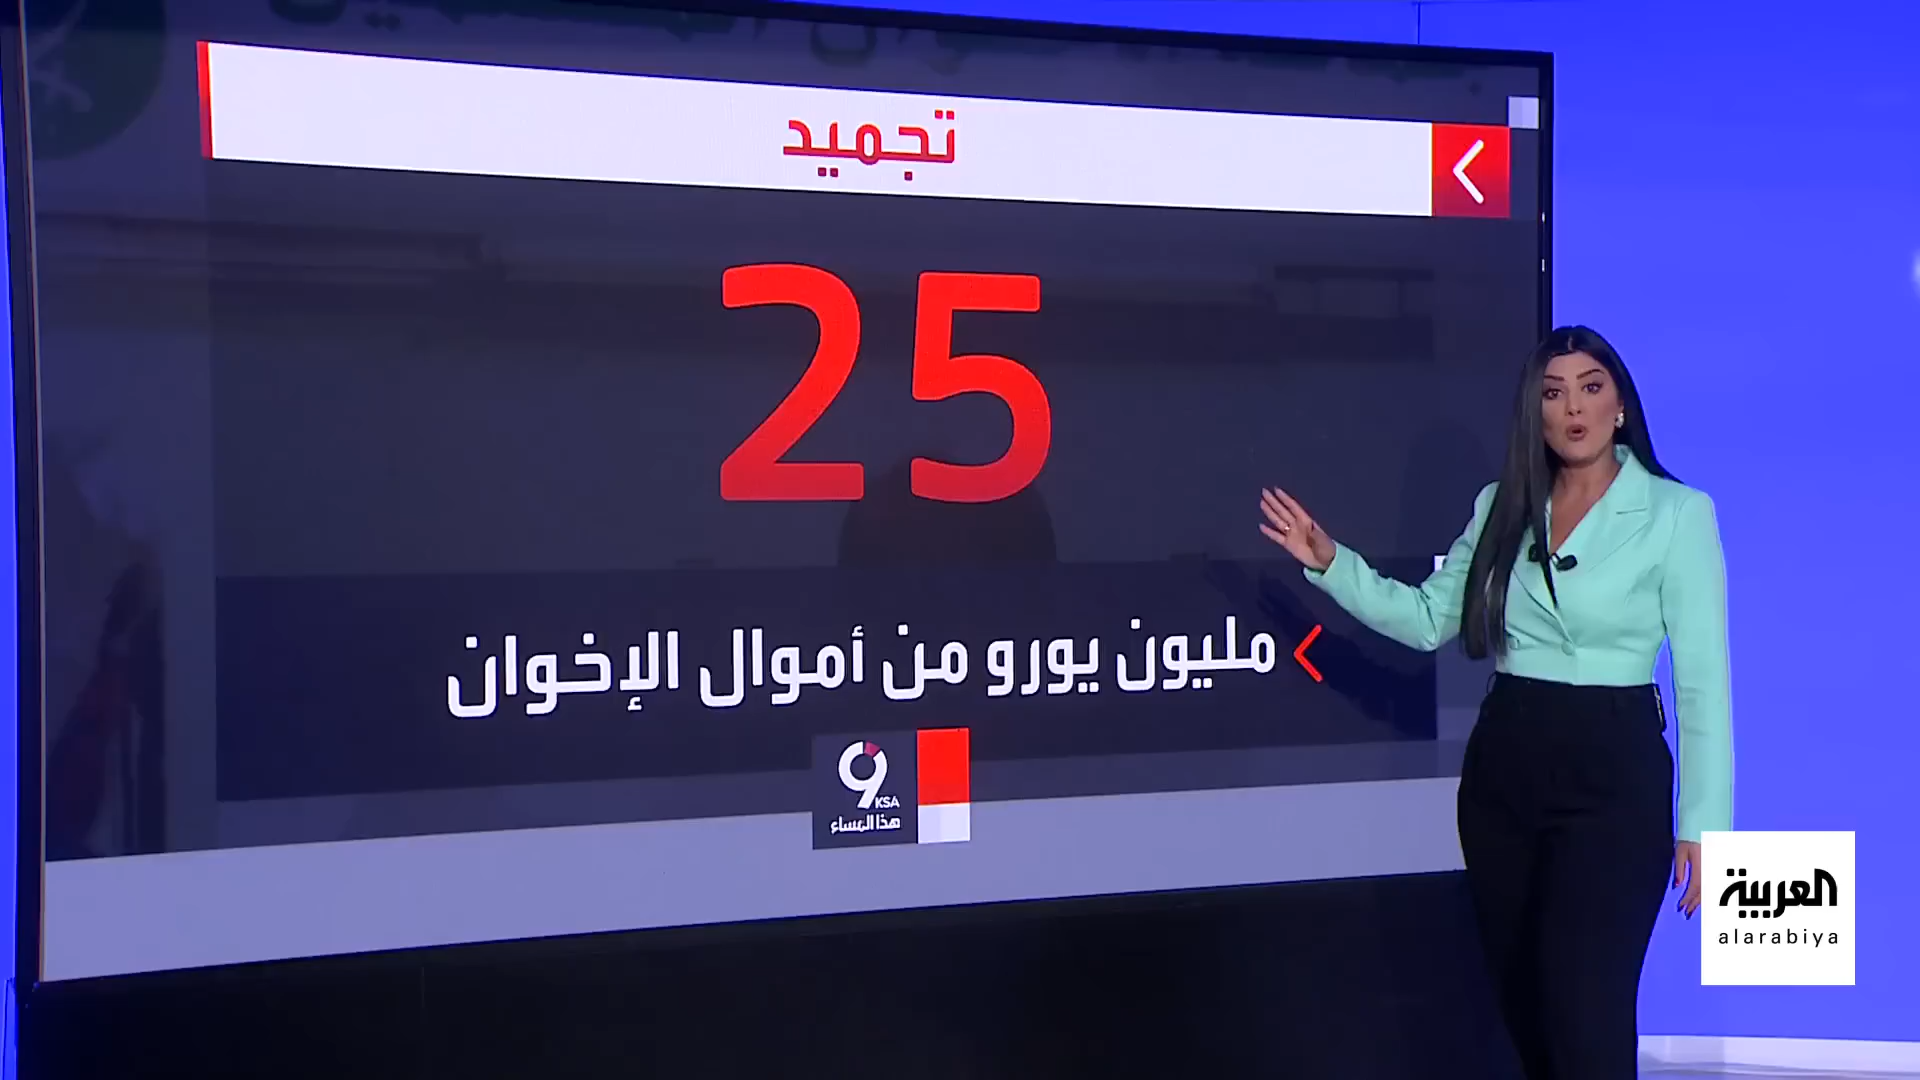 تجميد
25
مليون يورو من أموال الإخوان
9
KSA
هذا المساء
العربية
alarabiya